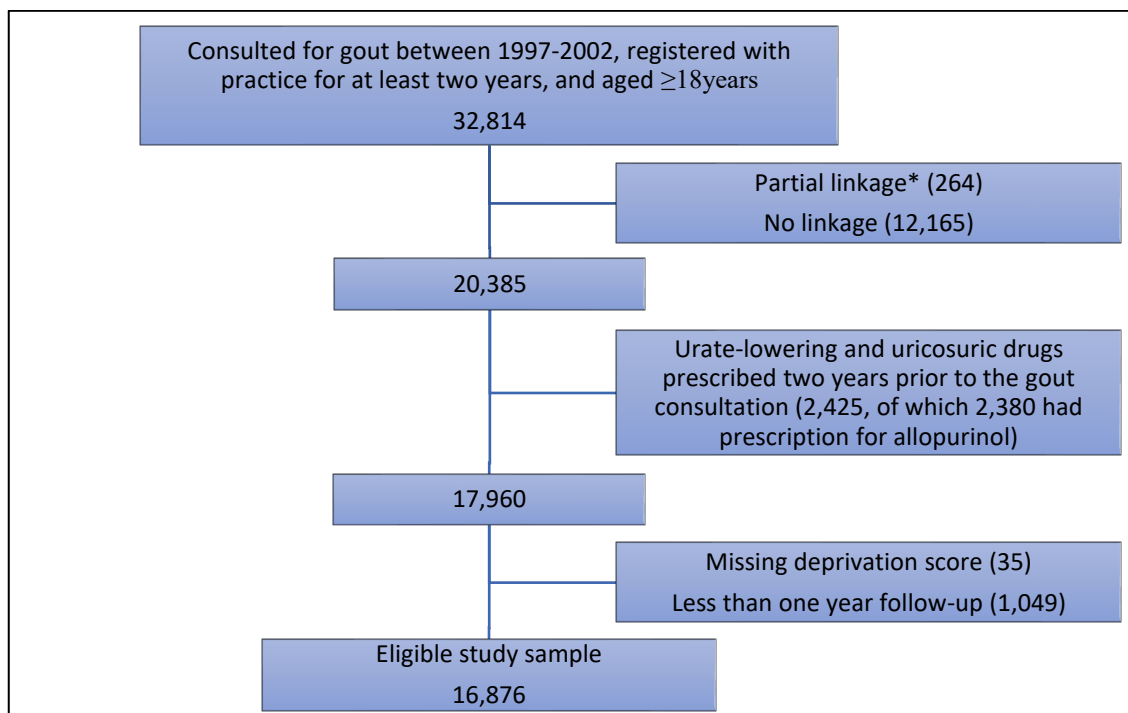 Consulted for gout between 1997-2002, registered with
practice for at least two years, and aged ≥18years
32,814
Partial linkage* (264)
No linkage (12,165)
20,385
Urate-lowering and uricosuric drugs
prescribed two years prior to the gout
consultation (2,425, of which 2,380 had
prescription for allopurinol)
17,960
Missing deprivation score (35)
Less than one year follow-up (1,049)
Eligible study sample
16,876